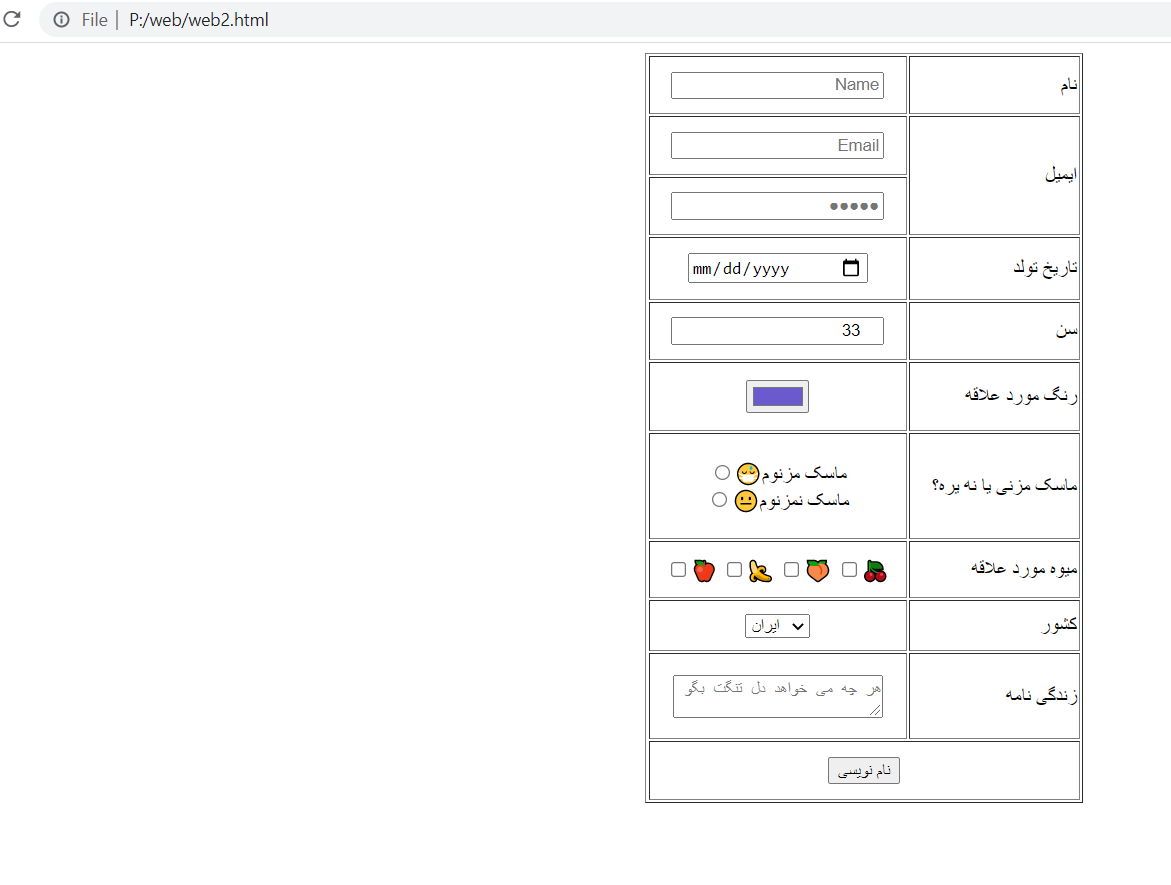 File | P:/web/web2.html
نام
Name
ایمیل
Email
●●●●●
تاریخ تولد
mm/dd/yyyy
سن
33
رنگ مورد علاقه
ماسک مزنی یا نه یره؟
ماسک مزنوم
ماسک نمزنوم
میوه مورد علاقه
کشور
ایران
زندگی نامه
هر چه می خواهد دل تنگت بگو
نام نویسی